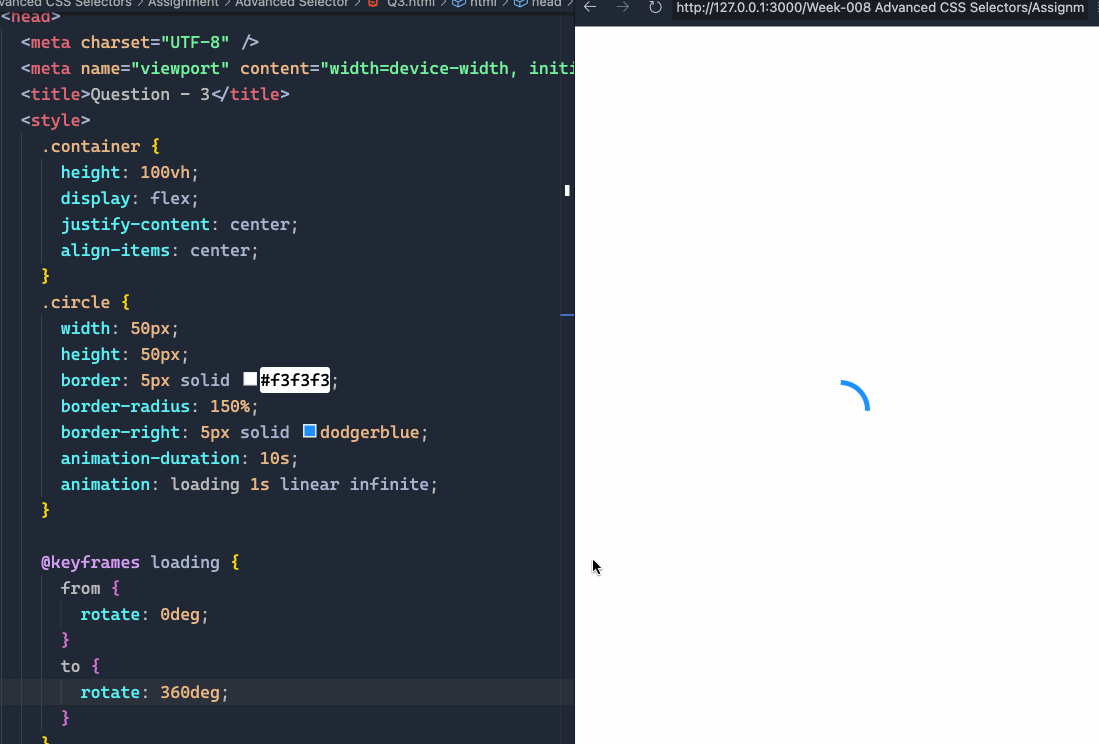 vanced CSS Selectors > Assignment > Advanced Selector > Q3.html > html > head >
<head>
<meta charset="UTF-8" />
<meta name="viewport" content="width=device-width, initi
<title>Question - 3</title>
<style>
.container {
height: 100vh;
display: flex;
justify-content: center;
align-items: center;
}
.circle {
width: 50px;
height: 50px;
border: 5px solid #f3f3f3;
border-radius: 150%;
border-right: 5px solid dodgerblue;
animation-duration: 10s;
animation: loading 1s linear infinite;
}
@keyframes loading {
from {
rotate: 0deg;
}
to {
rotate: 360deg;
}
}
http://127.0.0.1:3000/Week-008 Advanced CSS Selectors/Assignm